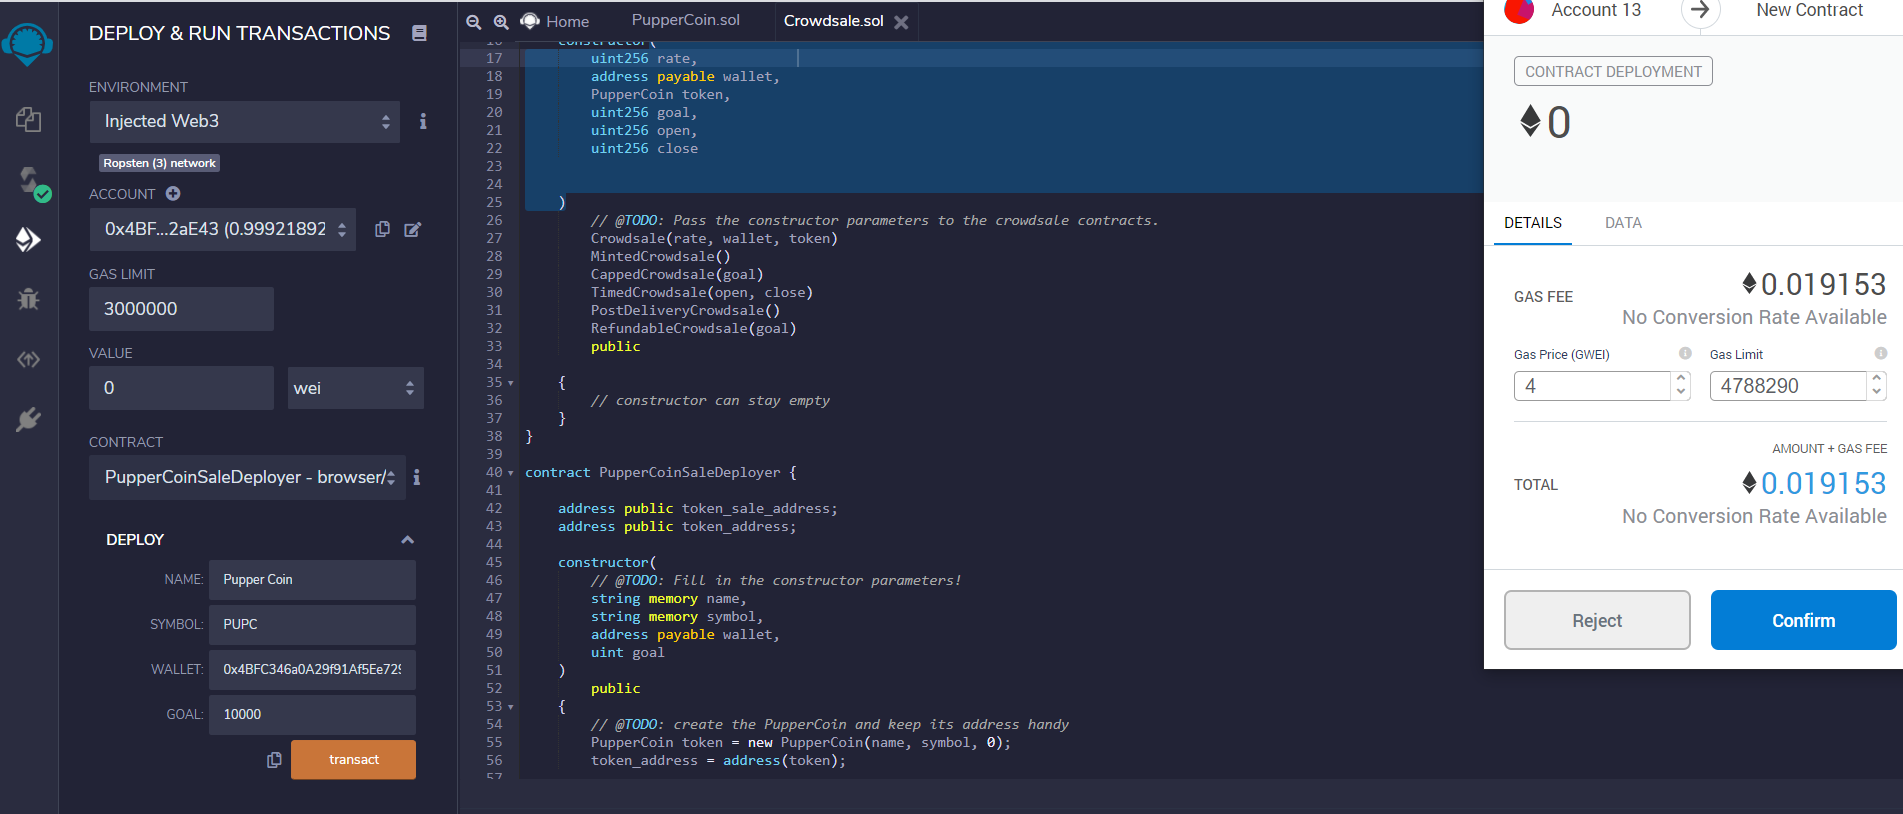 DEPLOY & RUN TRANSACTIONS
ENVIRONMENT
Injected Web3
Ropsten (3) network
ACCOUNT
0x4BF...2aE43 (0.99921892
GAS LIMIT
3000000
VALUE
0
wei
CONTRACT
PupperCoinSaleDeployer - browser/
DEPLOY
NAME: Pupper Coin
SYMBOL: PUPC
WALLET: 0x4BFC346a0A29f91Af5Ee729
GOAL: 10000
transact
Home PupperCoin.sol Crowdsale.sol
16 constructor(
17 uint256 rate,
18 address payable wallet,
19 PupperCoin token,
20 uint256 goal,
21 uint256 open,
22 uint256 close
23
24
25 )
26 // @TODO: Pass the constructor parameters to the crowdsale contracts.
27 Crowdsale(rate, wallet, token)
28 MintedCrowdsale()
29 CappedCrowdsale(goal)
30 TimedCrowdsale(open, close)
31 PostDeliveryCrowdsale()
32 RefundableCrowdsale(goal)
33 public
34
35 {
36 // constructor can stay empty
37 }
38 }
39
40 contract PupperCoinSaleDeployer {
41
42 address public token_sale_address;
43 address public token_address;
44
45 constructor(
46 // @TODO: Fill in the constructor parameters!
47 string memory name,
48 string memory symbol,
49 address payable wallet,
50 uint goal
51 )
52 public
53 {
54 // @TODO: create the PupperCoin and keep its address handy
55 PupperCoin token = new PupperCoin(name, symbol, 0);
56 token_address = address(token);
57
Account 13 New Contract
CONTRACT DEPLOYMENT
0
DETAILS DATA
GAS FEE 0.019153
No Conversion Rate Available
Gas Price (GWEI) Gas Limit
4 4788290
AMOUNT + GAS FEE
TOTAL 0.019153
No Conversion Rate Available
Reject Confirm